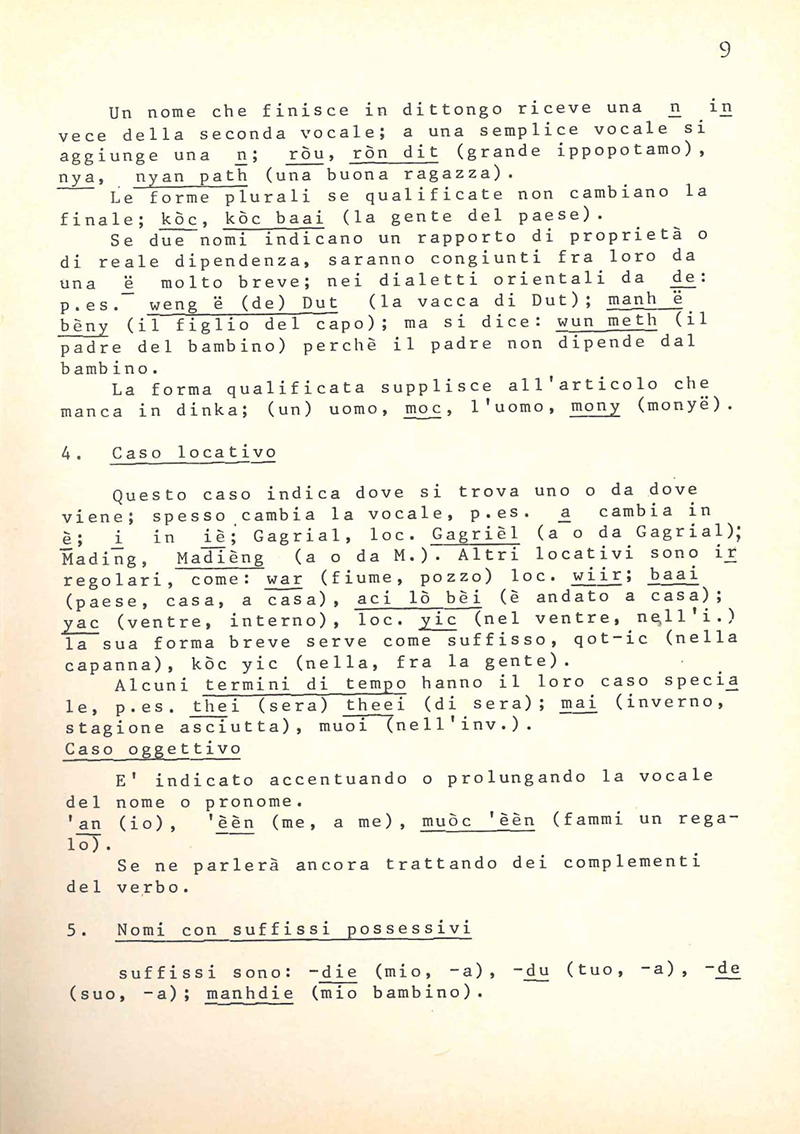 9
Un nome che finisce in dittongo riceve una n in
vece della seconda vocale; a una semplice vocale si
aggiunge una n; ròu, ròn dit (grande ippopotamo),
nya, nyan path (una buona ragazza).
Le forme plurali se qualificate non cambiano la
finale; kòc, kòc baai (la gente del paese).
Se due nomi indicano un rapporto di proprietà o
di reale dipendenza, saranno congiunti fra loro da
una ë molto breve; nei dialetti orientali da de:
p.es. weng ë (de) Dut (la vacca di Dut); manh ë
bèny (il figlio del capo); ma si dice: wun meth (il
padre del bambino) perchè il padre non dipende dal
bambino.
La forma qualificata supplisce all'articolo che
manca in dinka; (un) uomo, moc, l'uomo, mony (monyë).
4. Caso locativo
Questo caso indica dove si trova uno o da dove
viene; spesso cambia la vocale, p.es. a cambia in
è; i in iè; Gagrial, loc. Gagrièl (a o da Gagrial);
Mading, Madièng (a o da M.). Altri locativi sono ir
regolari, come: war (fiume, pozzo) loc. wiir; baai
(paese, casa, a casa), aci lò bèi (è andato a casa);
yac (ventre, interno), loc. yic (nel ventre, nell'i.)
la sua forma breve serve come suffisso, qot-ic (nella
capanna), kòc yic (nella, fra la gente).
Alcuni termini di tempo hanno il loro caso specia
le, p.es. thei (sera) theei (di sera); mai (inverno,
stagione asciutta), muoi (nell'inv.).
Caso oggettivo
E' indicato accentuando o prolungando la vocale
del nome o pronome.
'an (io), 'èèn (me, a me), muòc 'èèn (fammi un rega-
lo).
Se ne parlerà ancora trattando dei complementi
del verbo.
5. Nomi con suffissi possessivi
suffissi sono: -die (mio, -a), -du (tuo, -a), -de
(suo, -a); manhdie (mio bambino).